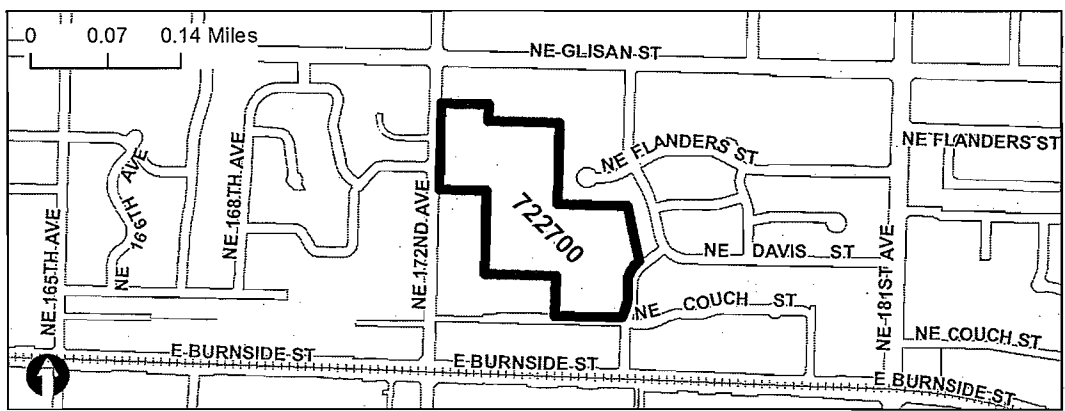 0 0.07 0.14 Miles
NE GLISAN ST
NE FLANDERS ST
NE FLANDERS ST
NE 166TH AVE
NE 168TH AVE
NE 172ND AVE
722700
NE 165TH AVE
NE DAVIS ST
NE 181ST AVE
NE COUCH ST
NE COUCH ST
E BURNSIDE ST
E BURNSIDE ST
E BURNSIDE ST